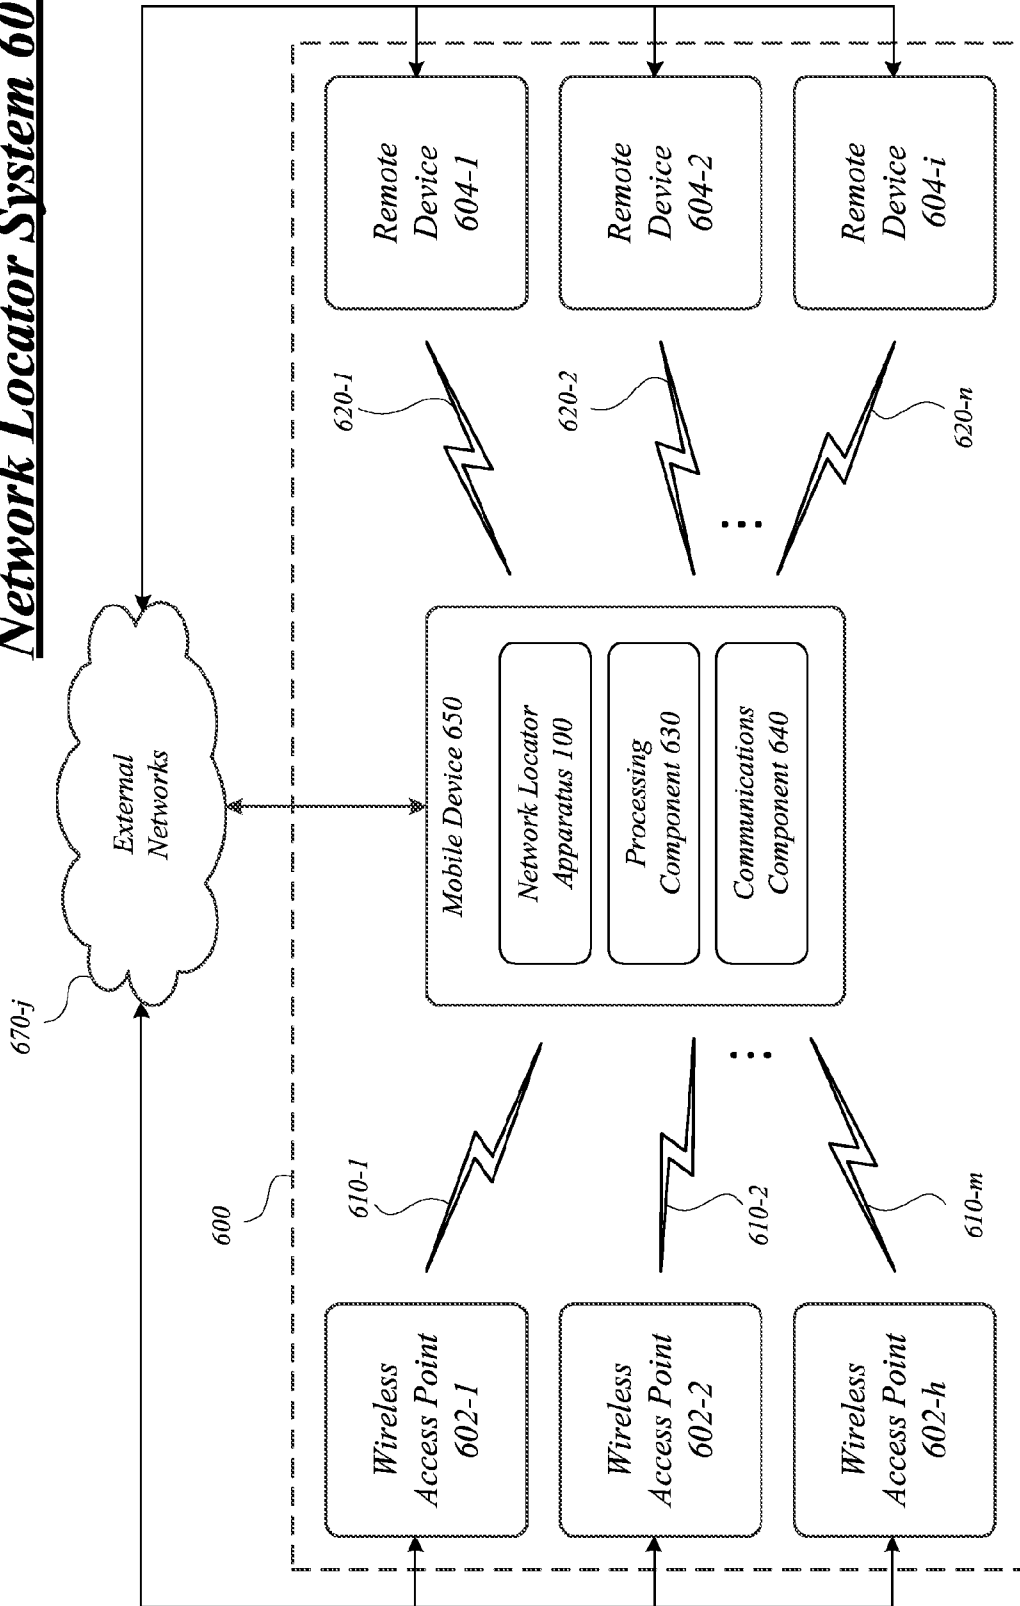 Network Locator System 60
External
Networks
670-j
600
Mobile Device 650
Network Locator
Apparatus 100
Processing
Component 630
Communications
Component 640
Wireless
Access Point
602-1
610-1
620-1
Remote
Device
604-1
Wireless
Access Point
602-2
610-2
620-2
Remote
Device
604-2
...
...
Wireless
Access Point
602-h
610-m
620-n
Remote
Device
604-i